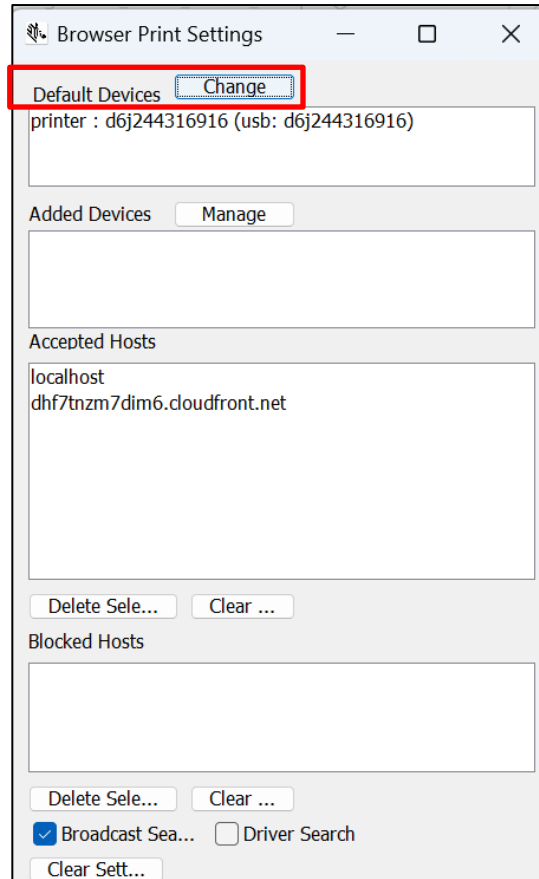 Browser Print Settings
Default Devices Change
printer : d6j244316916 (usb: d6j244316916)
Added Devices Manage
Accepted Hosts
localhost
dhf7tnzm7dim6.cloudfront.net
Delete Sele... Clear ...
Blocked Hosts
Delete Sele... Clear ...
Broadcast Sea... Driver Search
Clear Sett...